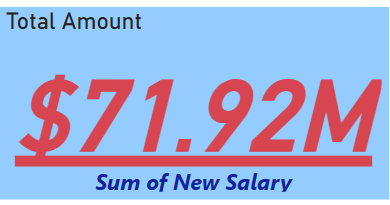 Total Amount
$71.92M
Sum of New Salary